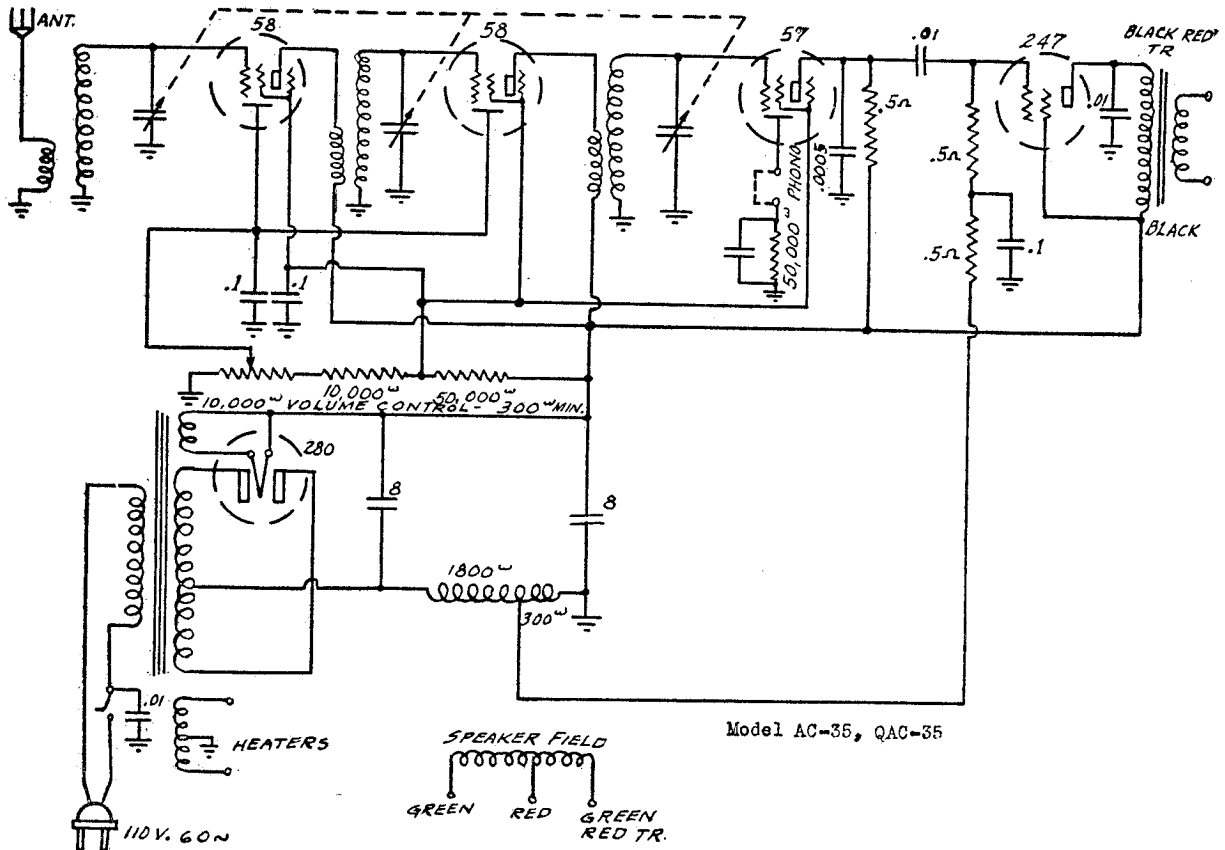 ANT.
58
58
57
.01
247
BLACK RED
TR
.5Ω
.01
.5Ω
PHONO
.0005
50,000ω
.5Ω
.1
BLACK
.1
.1
10,000ω
50,000ω
10,000ω VOLUME CONTROL- 300ω MIN.
280
8
8
1800ω
300ω
.01
HEATERS
Model AC-35, QAC-35
SPEAKER FIELD
GREEN
RED
GREEN
RED TR.
110 V. 60~